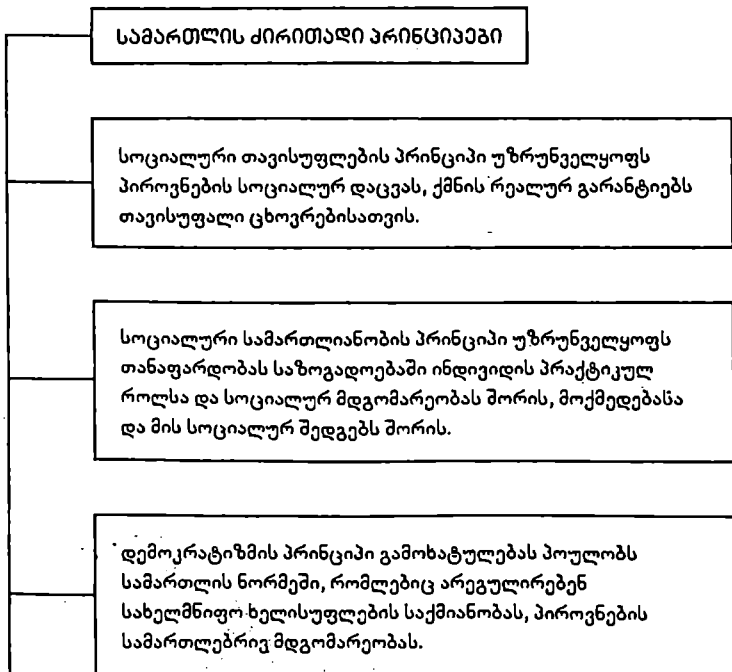 ᲡᲐᲛᲐᲠᲗᲚᲘᲡ ᲫᲘᲠᲘᲗᲐᲓᲘ ᲞᲠᲘᲜᲪᲘᲞᲔᲑᲘ
სოციალური თავისუფლების პრინციპი უზრუნველყოფს
პიროვნების სოციალურ დაცვას, ქმნის რეალურ გარანტიებს
თავისუფალი ცხოვრებისათვის.
სოციალური სამართლიანობის პრინციპი უზრუნველყოფს
თანაფარდობას საზოგადოებაში ინდივიდის პრაქტიკულ
როლსა და სოციალურ მდგომარეობას შორის, მოქმედებასა
და მის სოციალურ შედგებს შორის.
დემოკრატიზმის პრინციპი გამოხატულებას პოულობს
სამართლის ნორმეში, რომლებიც არეგულირებენ
სახელმწიფო ხელისუფლების საქმიანობას, პიროვნების
სამართლებრივ მდგომარეობას.